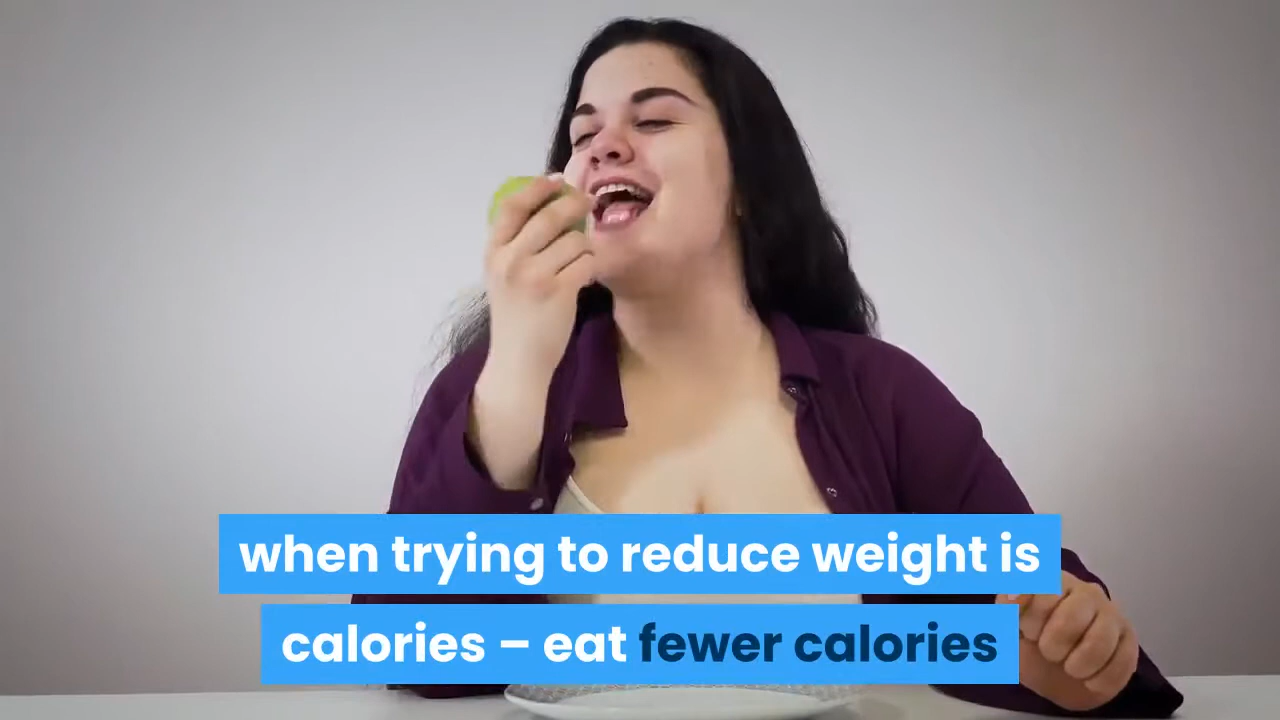 when trying to reduce weight is
calories – eat fewer calories